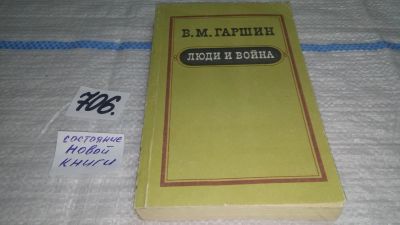 В. М. ГАРШИН
ЛЮДИ И ВОЙНА
706.
состояние
новой
книги